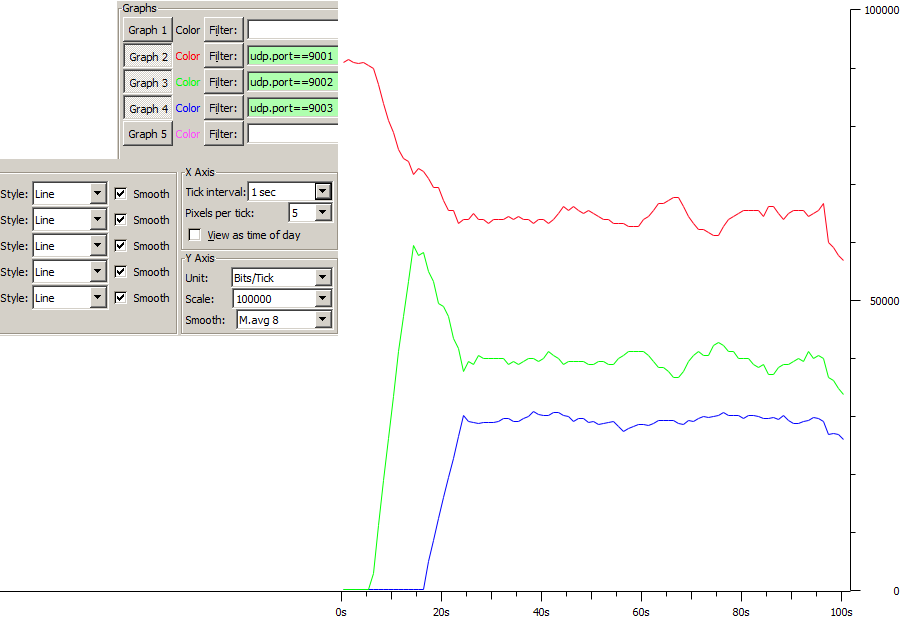 Graphs
Graph 1 Color Filter:
Graph 2 Color Filter: udp.port==9001
Graph 3 Color Filter: udp.port==9002
Graph 4 Color Filter: udp.port==9003
Graph 5 Color Filter:
Style: Line Smooth
Style: Line Smooth
Style: Line Smooth
Style: Line Smooth
Style: Line Smooth
X Axis
Tick interval: 1 sec
Pixels per tick: 5
View as time of day
Y Axis
Unit: Bits/Tick
Scale: 100000
Smooth: M.avg 8
100000
50000
0
0s 20s 40s 60s 80s 100s